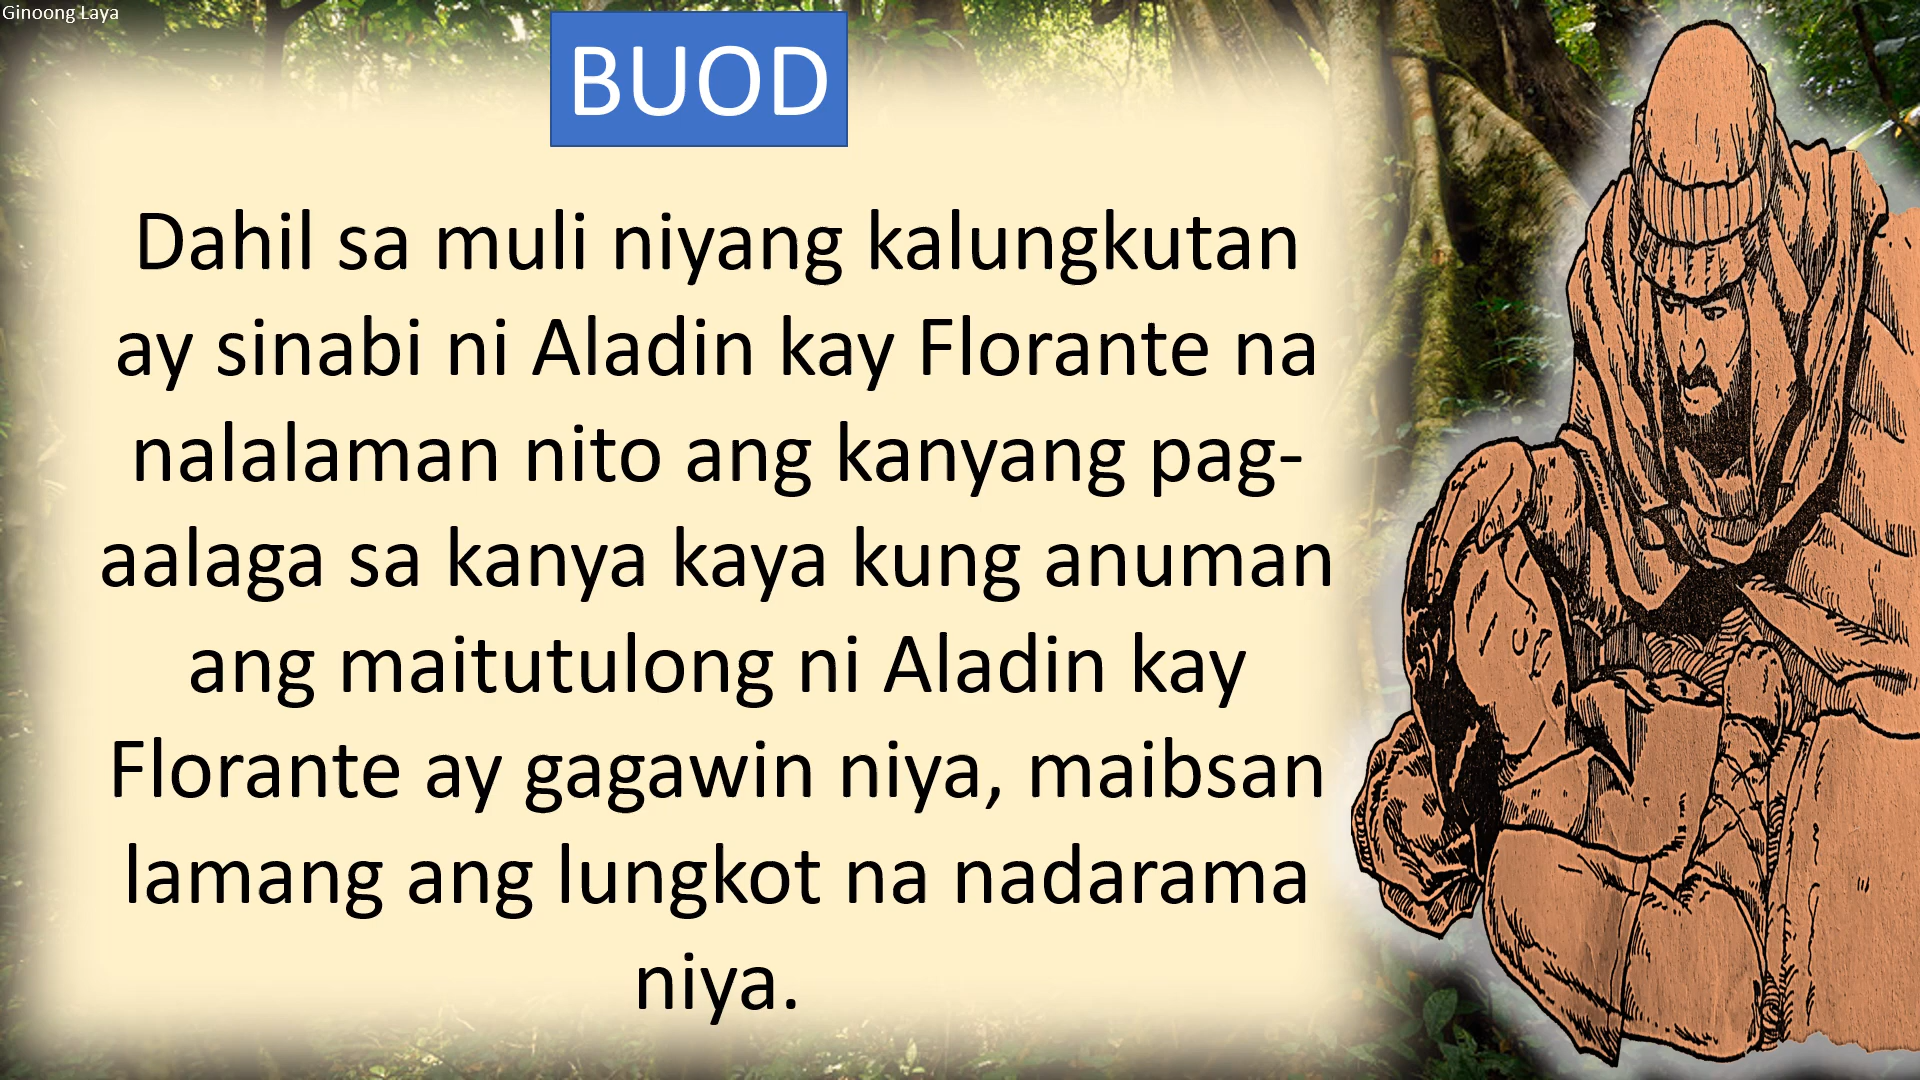 Ginoong Laya
BUOD
Dahil sa muli niyang kalungkutan
ay sinabi ni Aladin kay Florante na
nalalaman nito ang kanyang pag-
aalaga sa kanya kaya kung anuman
ang maitutulong ni Aladin kay
Florante ay gagawin niya, maibsan
lamang ang lungkot na nadarama
niya.